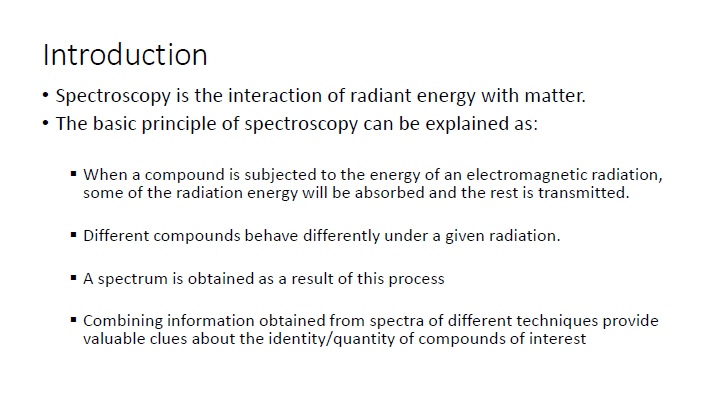 Introduction
• Spectroscopy is the interaction of radiant energy with matter.
• The basic principle of spectroscopy can be explained as:
▪ When a compound is subjected to the energy of an electromagnetic radiation,
some of the radiation energy will be absorbed and the rest is transmitted.
▪ Different compounds behave differently under a given radiation.
▪ A spectrum is obtained as a result of this process
▪ Combining information obtained from spectra of different techniques provide
valuable clues about the identity/quantity of compounds of interest